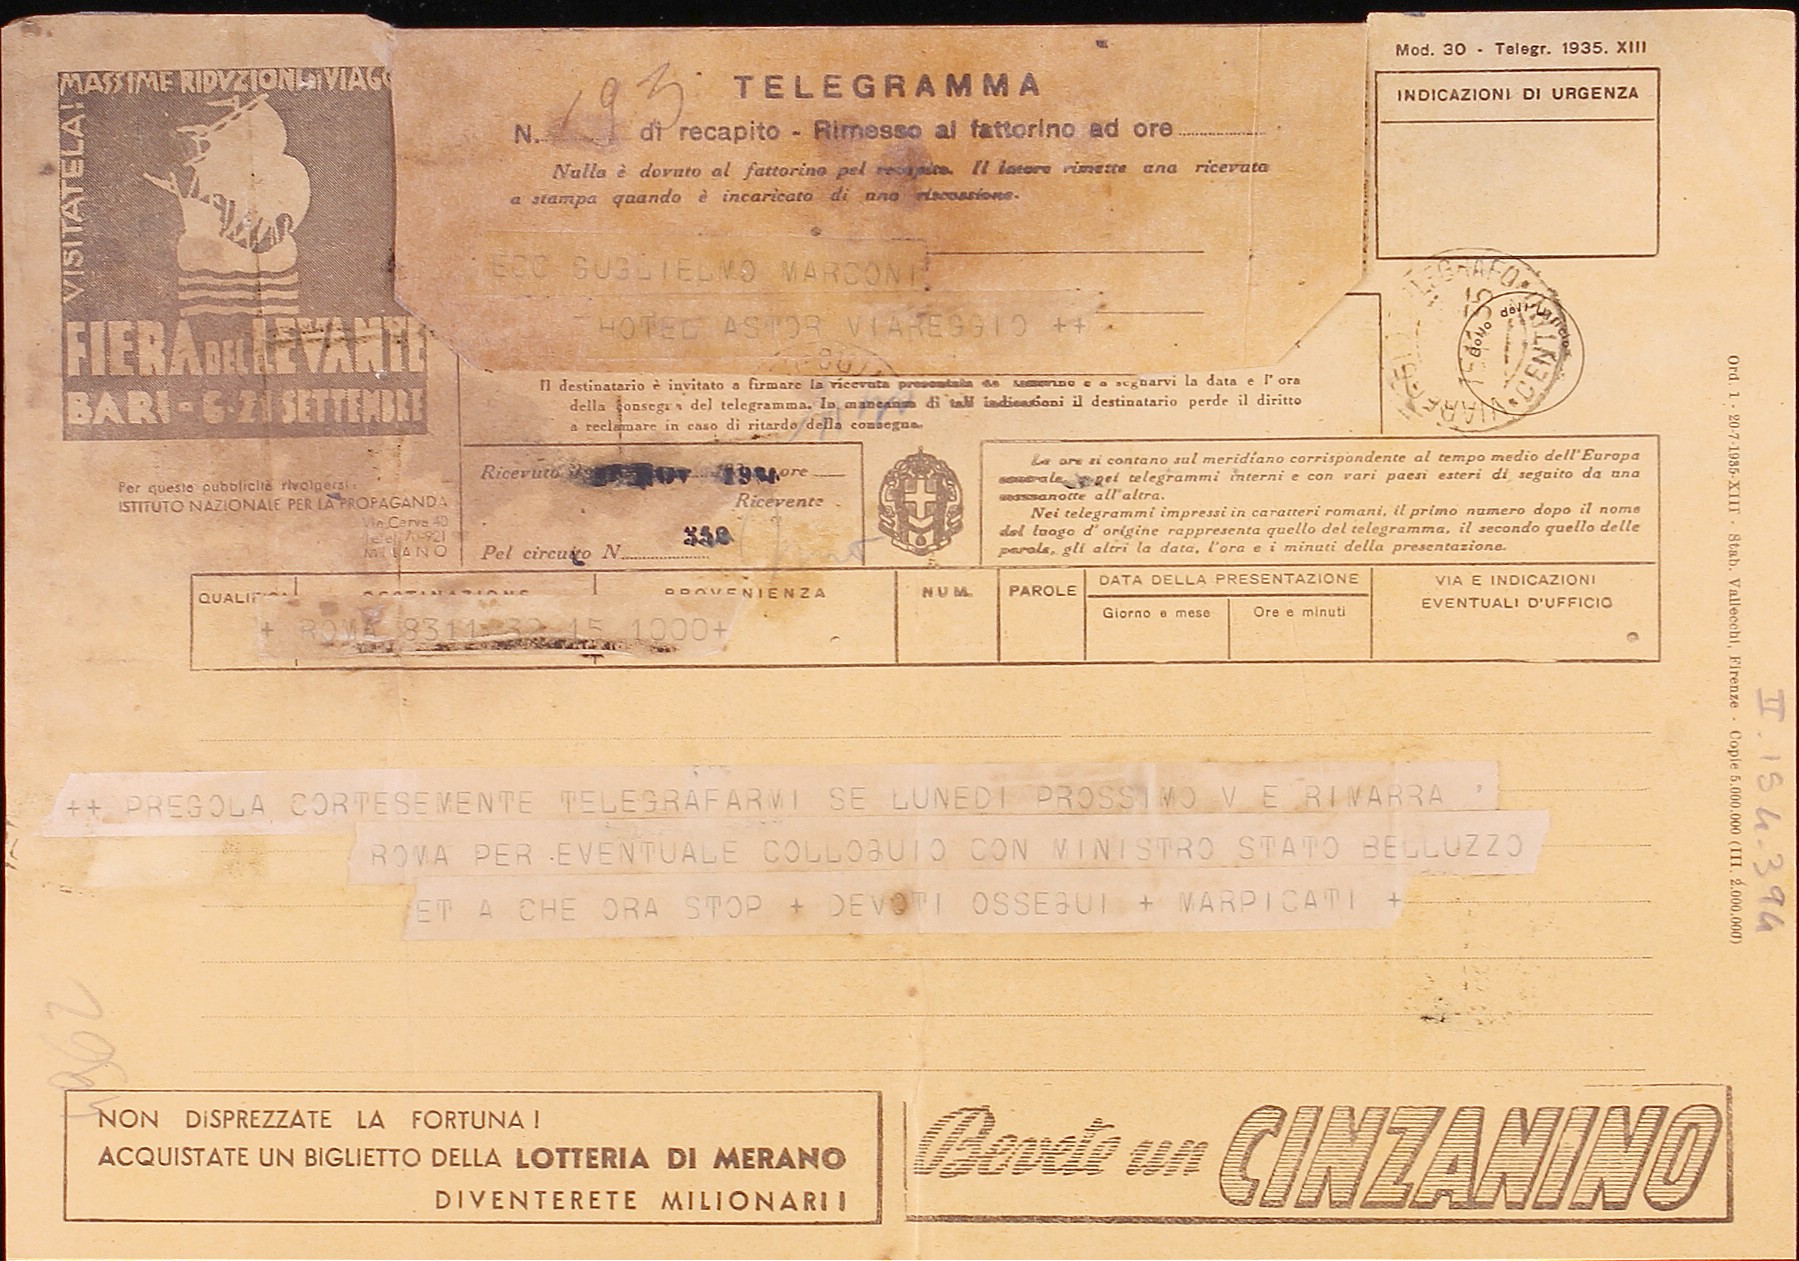 MASSIME RIDVZIONI di VIAGG
VISITATELA!
FIERA DEL LEVANTE
BARI - 6-21 SETTEMBRE
Per questa pubblicità rivolgersi:
ISTITUTO NAZIONALE PER LA PROPAGANDA
Via Cerva 40
Telef. 70-921
MILANO
TELEGRAMMA
N. 193 di recapito - Rimesso al fattorino ad ore
Nulla è dovuto al fattorino pel recapito. Il latore rimette una ricevuta
a stampa quando è incaricato di una riscossione.
ECC GUGLIELMO MARCONI
HOTEL ASTOR VIAREGGIO ++
Mod. 30 - Telegr. 1935. XIII
INDICAZIONI DI URGENZA
Il destinatario è invitato a firmare la ricevuta presentata dal fattorino e a segnarvi la data e l'ora
della consegna del telegramma. In mancanza di tali indicazioni il destinatario perde il diritto
a reclamare in caso di ritardo della consegna.
Ricevuto ore
Ricevente
Pel circuito N. 350
Le ore si contano sul meridiano corrispondente al tempo medio dell'Europa
centrale, e pei telegrammi interni e con vari paesi esteri di seguito da una
mezzanotte all'altra.
Nei telegrammi impressi in caratteri romani, il primo numero dopo il nome
del luogo d'origine rappresenta quello del telegramma, il secondo quello delle
parole, gli altri la data, l'ora e i minuti della presentazione.
QUALIFICA DESTINAZIONE PROVENIENZA NUM. PAROLE DATA DELLA PRESENTAZIONE VIA E INDICAZIONI
Giorno e mese Ore e minuti EVENTUALI D'UFFICIO
+ ROMA 8311 32 15 1000+
++ PREGOLA CORTESEMENTE TELEGRAFARMI SE LUNEDI PROSSIMO V E RIMARRA '
ROMA PER EVENTUALE COLLOQUIO CON MINISTRO STATO BELLUZZO
ET A CHE ORA STOP + DEVOTI OSSEQUI + MARPICATI +
Ord. 1 - 20-7-1935-XIII - Stab. Vallecchi, Firenze - Copie 5.000.000 (III. 2.000.000)
II. 154.394
NON DISPREZZATE LA FORTUNA!
ACQUISTATE UN BIGLIETTO DELLA LOTTERIA DI MERANO
DIVENTERETE MILIONARI!
Bevete un CINZANINO